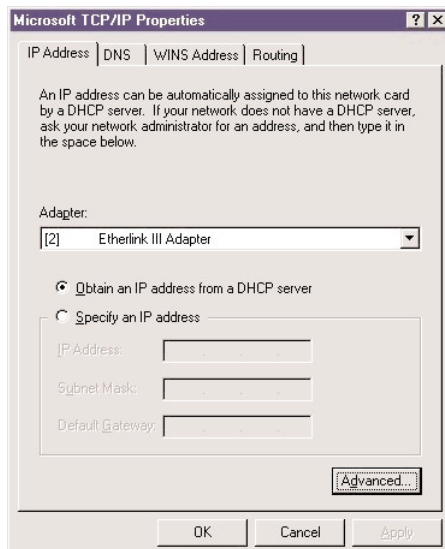 Microsoft TCP/IP Properties ? ×
IP Address DNS WINS Address Routing
An IP address can be automatically assigned to this network card
by a DHCP server. If your network does not have a DHCP server,
ask your network administrator for an address, and then type it in
the space below.
Adapter:
[2] Etherlink III Adapter
Obtain an IP address from a DHCP server
Specify an IP address
IP Address:
Subnet Mask:
Default Gateway:
Advanced...
OK Cancel Apply